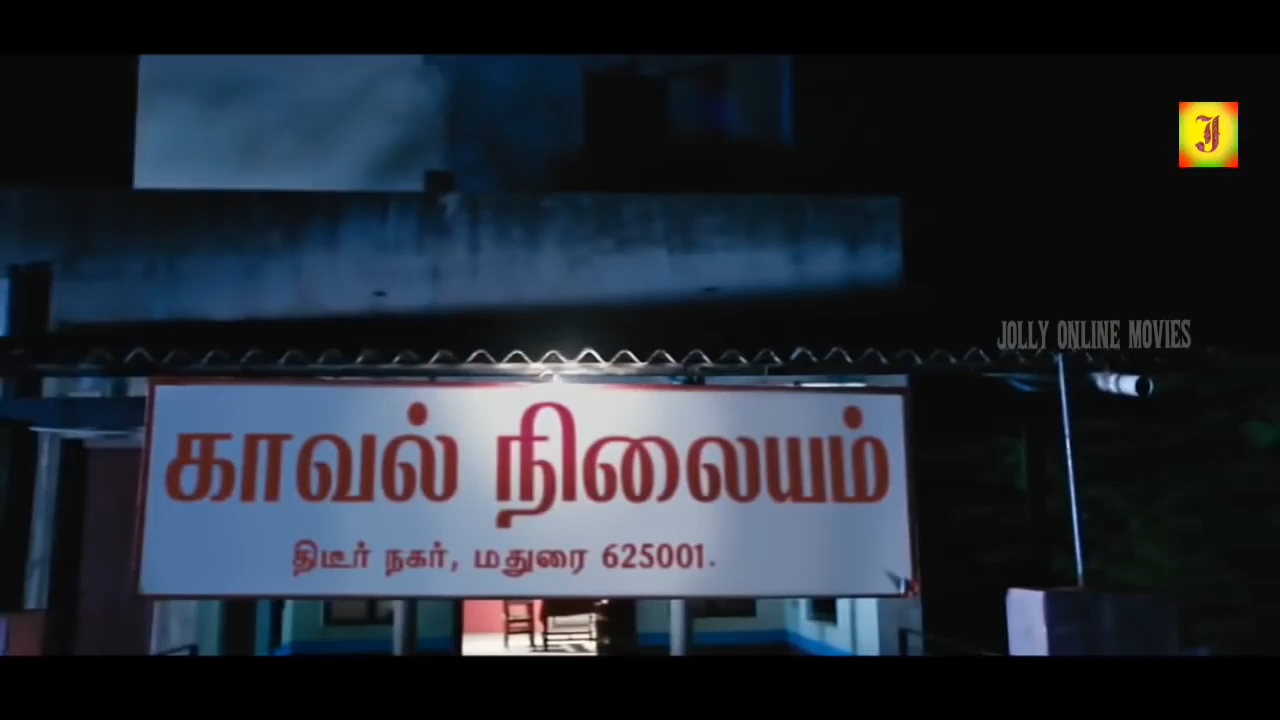 J
JOLLY ONLINE MOVIES
காவல் நிலையம்
திடீர் நகர், மதுரை 625001.